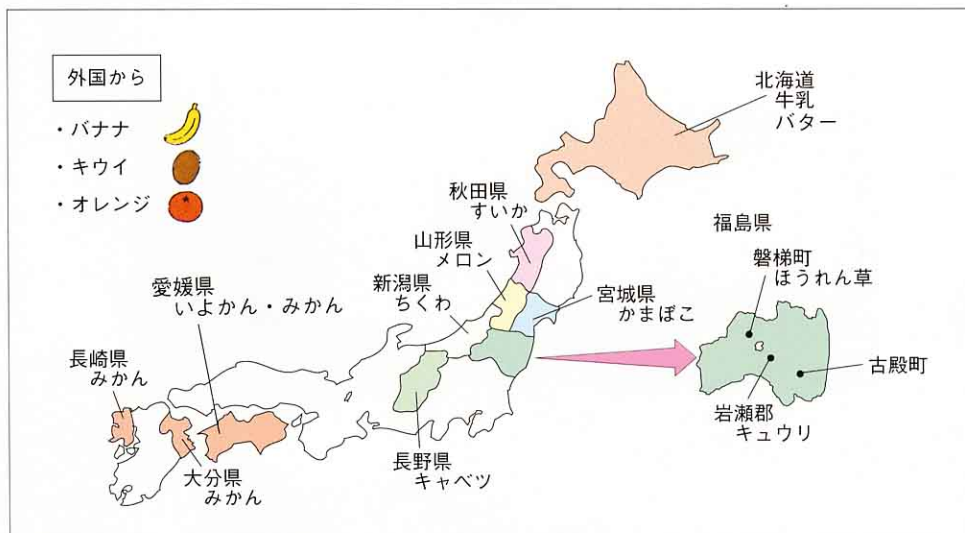 外国から
・バナナ
・キウイ
・オレンジ
北海道
牛乳
バター
秋田県
すいか
山形県
メロン
新潟県
ちくわ
宮城県
かまぼこ
愛媛県
いよかん・みかん
長崎県
みかん
大分県
みかん
長野県
キャベツ
福島県
磐梯町
ほうれん草
古殿町
岩瀬郡
キュウリ